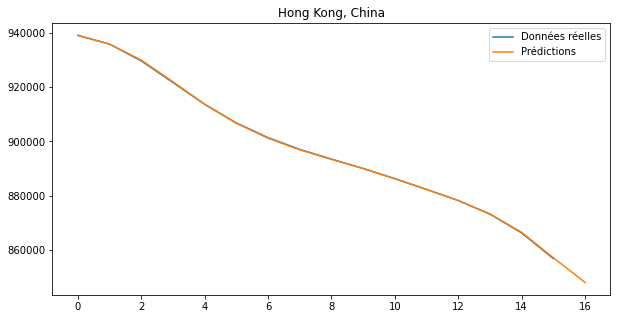 Hong Kong, China
Données réelles
Prédictions
940000
920000
900000
880000
860000
0 2 4 6 8 10 12 14 16